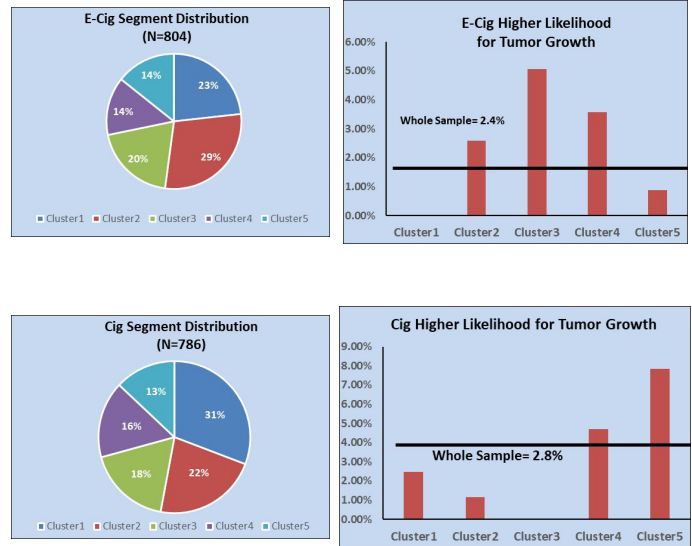 E-Cig Segment Distribution
(N=804)
14%
23%
14%
20%
29%
Cluster1 Cluster2 Cluster3 Cluster4 Cluster5
E-Cig Higher Likelihood
for Tumor Growth
6.00%
5.00%
4.00%
3.00%
2.00%
1.00%
0.00%
Whole Sample= 2.4%
Cluster1 Cluster2 Cluster3 Cluster4 Cluster5
Cig Segment Distribution
(N=786)
13%
31%
16%
18%
22%
Cluster1 Cluster2 Cluster3 Cluster4 Cluster5
Cig Higher Likelihood for Tumor Growth
9.00%
8.00%
7.00%
6.00%
5.00%
4.00%
3.00%
2.00%
1.00%
0.00%
Whole Sample= 2.8%
Cluster1 Cluster2 Cluster3 Cluster4 Cluster5